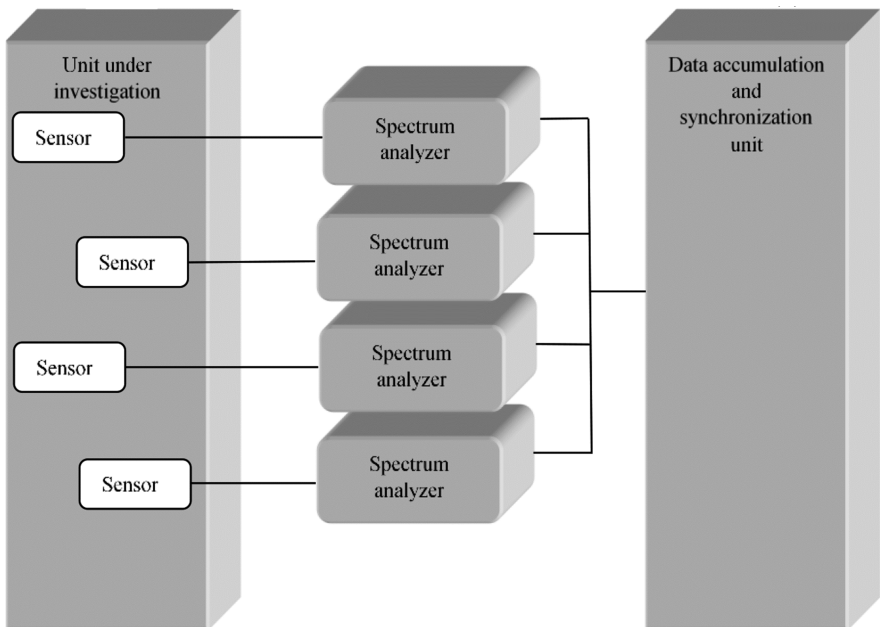 Unit under
investigation
Sensor
Sensor
Sensor
Sensor
Spectrum
analyzer
Spectrum
analyzer
Spectrum
analyzer
Spectrum
analyzer
Data accumulation
and
synchronization
unit